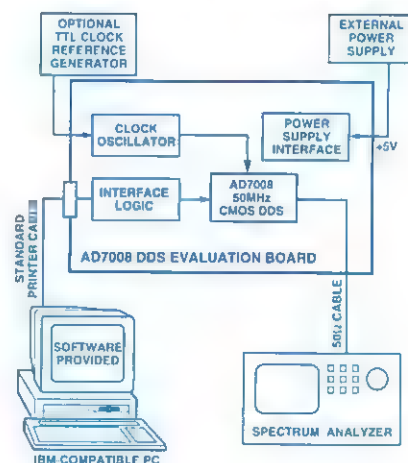 OPTIONAL
TTL CLOCK
REFERENCE
GENERATOR
EXTERNAL
POWER
SUPPLY
CLOCK
OSCILLATOR
POWER
SUPPLY
INTERFACE
+5V
INTERFACE
LOGIC
AD7008
50MHz
CMOS DDS
AD7008 DDS EVALUATION BOARD
STANDARD
PRINTER CABLE
50Ω CABLE
SOFTWARE
PROVIDED
IBM-COMPATIBLE PC
SPECTRUM ANALYZER